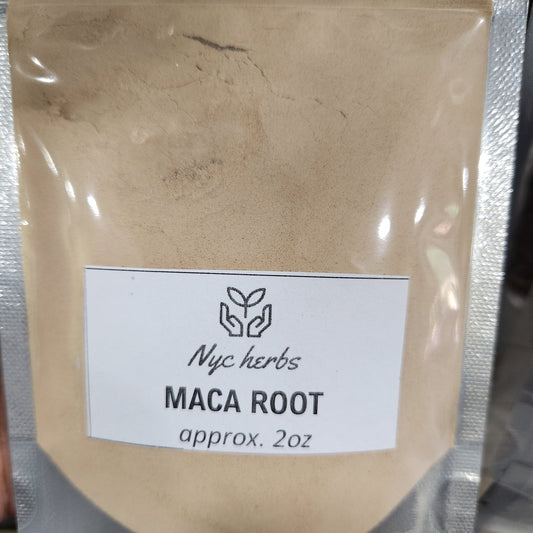 Nyc herbs
MACA ROOT
approx. 2oz